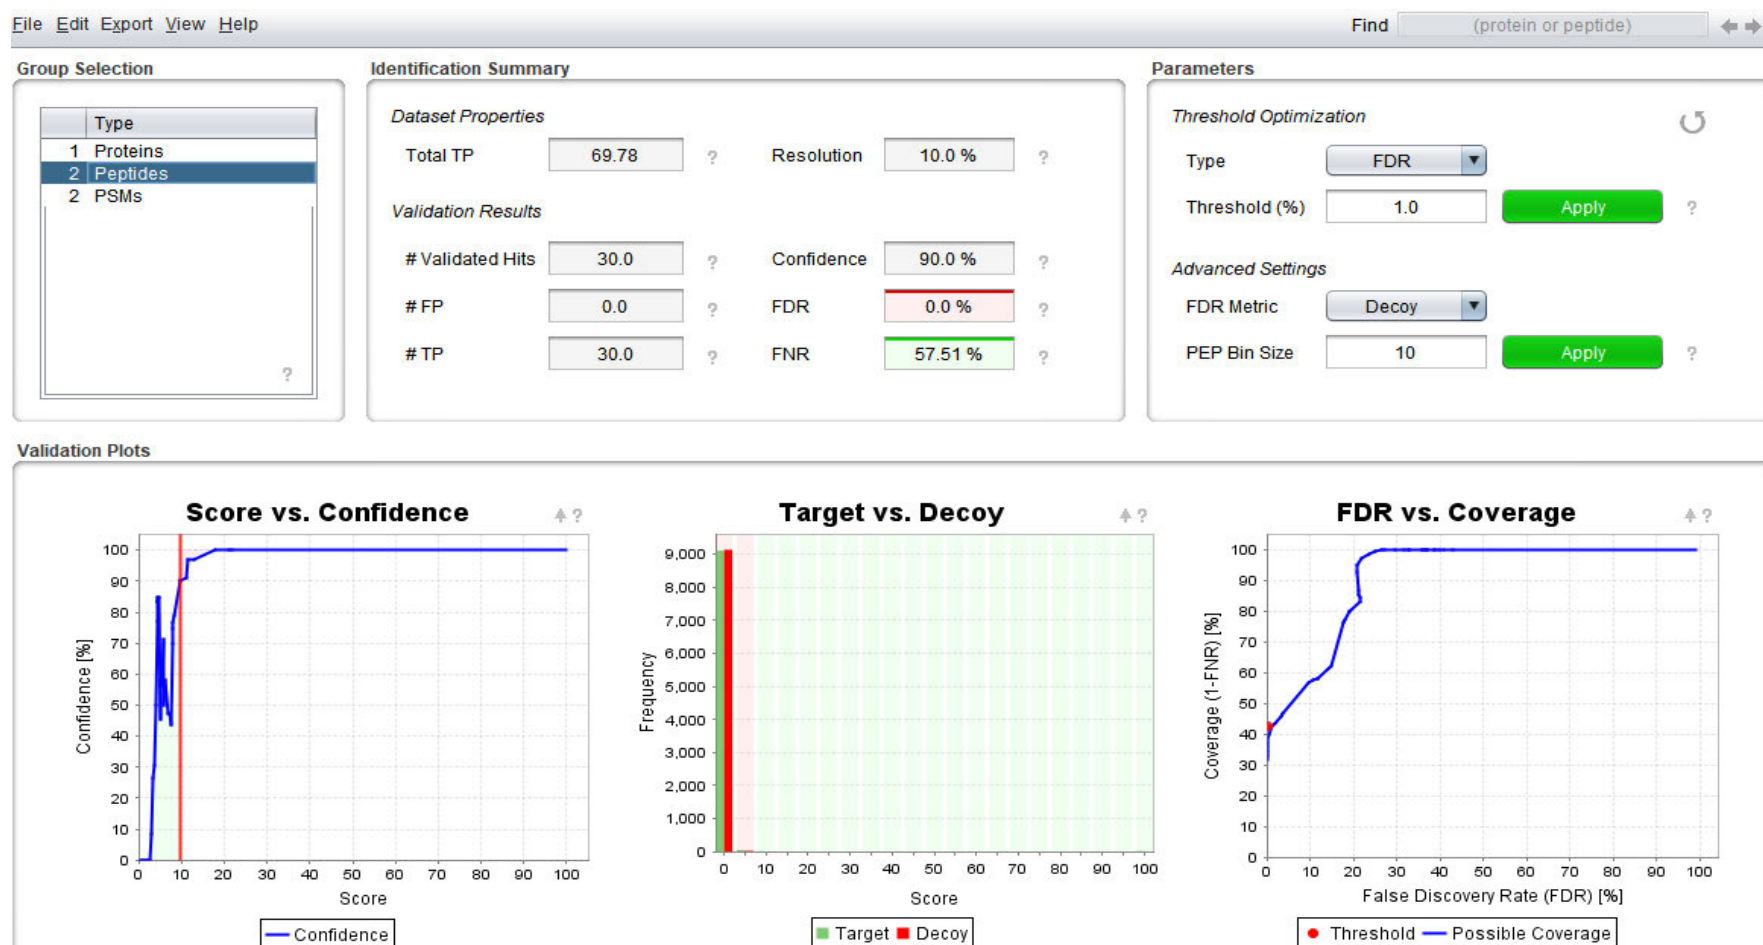 File Edit Export View Help Find (protein or peptide)
Group Selection
Type
1 Proteins
2 Peptides
2 PSMs
?
Identification Summary
Dataset Properties
Total TP 69.78 ? Resolution 10.0 % ?
Validation Results
# Validated Hits 30.0 ? Confidence 90.0 % ?
# FP 0.0 ? FDR 0.0 % ?
# TP 30.0 ? FNR 57.51 % ?
Parameters
Threshold Optimization
Type FDR
Threshold (%) 1.0 Apply ?
Advanced Settings
FDR Metric Decoy
PEP Bin Size 10 Apply ?
Validation Plots
Score vs. Confidence ?
Confidence [%]
100
90
80
70
60
50
40
30
20
10
0
0 10 20 30 40 50 60 70 80 90 100
Score
Confidence
Target vs. Decoy ?
Frequency
9,000
8,000
7,000
6,000
5,000
4,000
3,000
2,000
1,000
0
0 10 20 30 40 50 60 70 80 90 100
Score
Target Decoy
FDR vs. Coverage ?
Coverage (1-FNR) [%]
100
90
80
70
60
50
40
30
20
10
0
0 10 20 30 40 50 60 70 80 90 100
False Discovery Rate (FDR) [%]
Threshold Possible Coverage